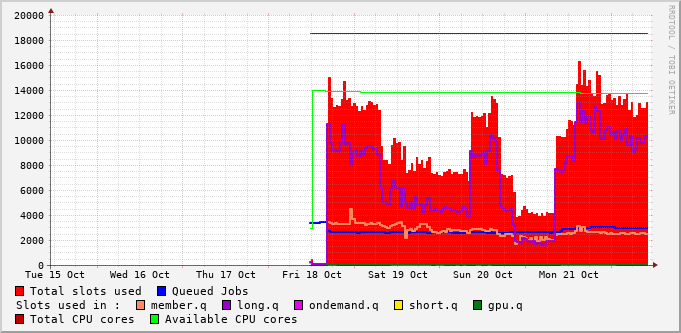 20000
18000
16000
14000
12000
10000
8000
6000
4000
2000
0
Tue 15 Oct Wed 16 Oct Thu 17 Oct Fri 18 Oct Sat 19 Oct Sun 20 Oct Mon 21 Oct
Total slots used Queued Jobs
Slots used in : member.q long.q ondemand.q short.q gpu.q
Total CPU cores Available CPU cores
RRDTOOL / TOBI OETIKER